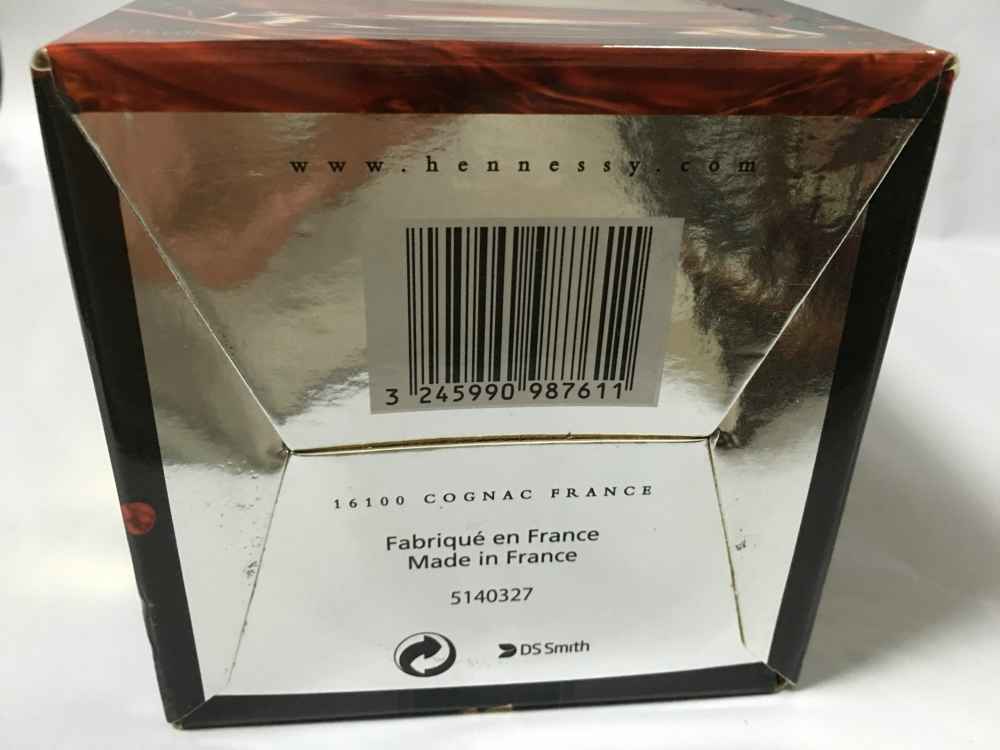 www.hennessy.com
3 245990 987611
16100 COGNAC FRANCE
Fabriqué en France
Made in France
5140327
DS Smith